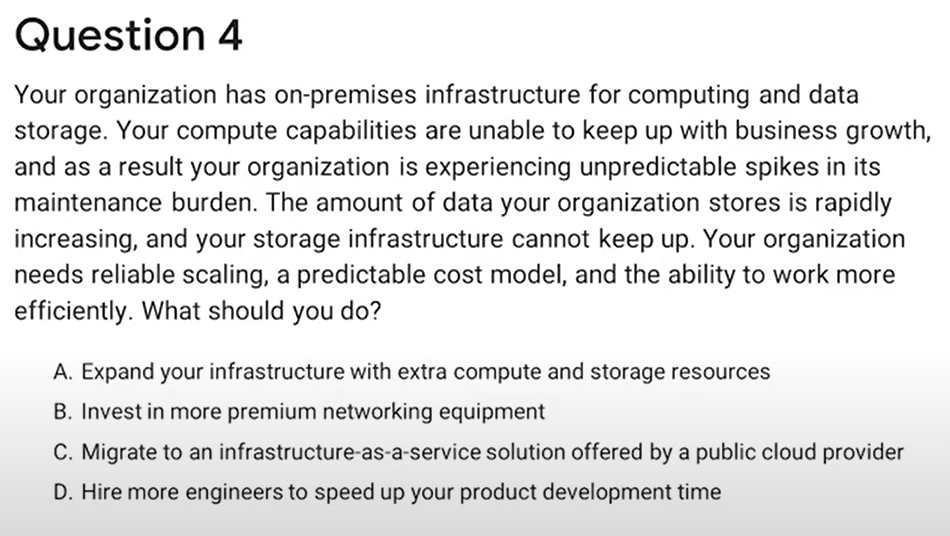 Question 4
Your organization has on-premises infrastructure for computing and data
storage. Your compute capabilities are unable to keep up with business growth,
and as a result your organization is experiencing unpredictable spikes in its
maintenance burden. The amount of data your organization stores is rapidly
increasing, and your storage infrastructure cannot keep up. Your organization
needs reliable scaling, a predictable cost model, and the ability to work more
efficiently. What should you do?
A. Expand your infrastructure with extra compute and storage resources
B. Invest in more premium networking equipment
C. Migrate to an infrastructure-as-a-service solution offered by a public cloud provider
D. Hire more engineers to speed up your product development time